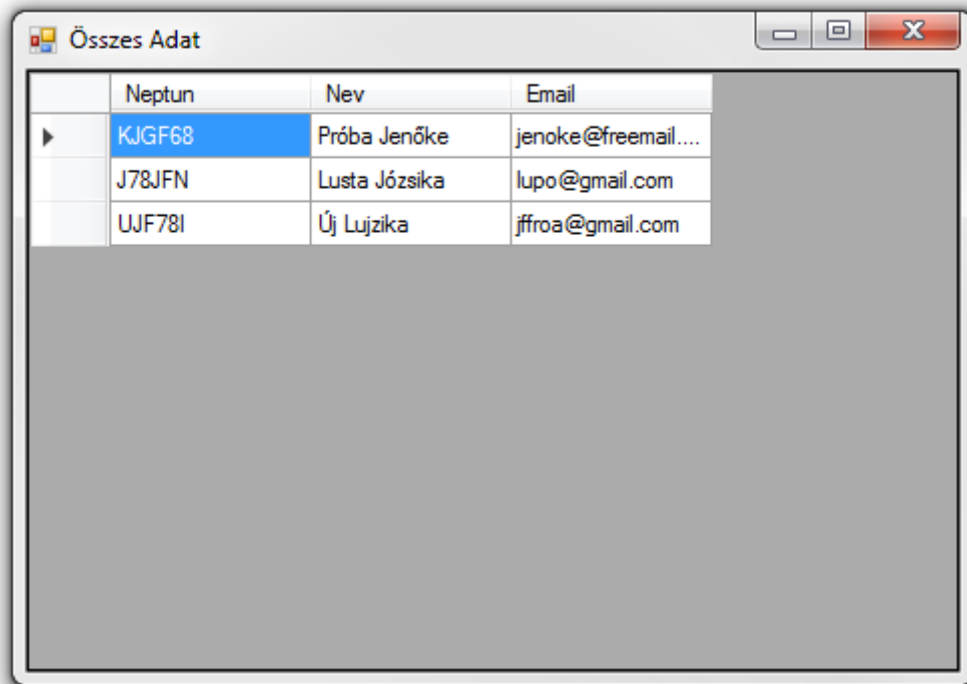 Összes Adat
Neptun Nev Email
KJGF68 Próba Jenőke jenoke@freemail....
J78JFN Lusta Józsika lupo@gmail.com
UJF78I Új Lujzika jffroa@gmail.com